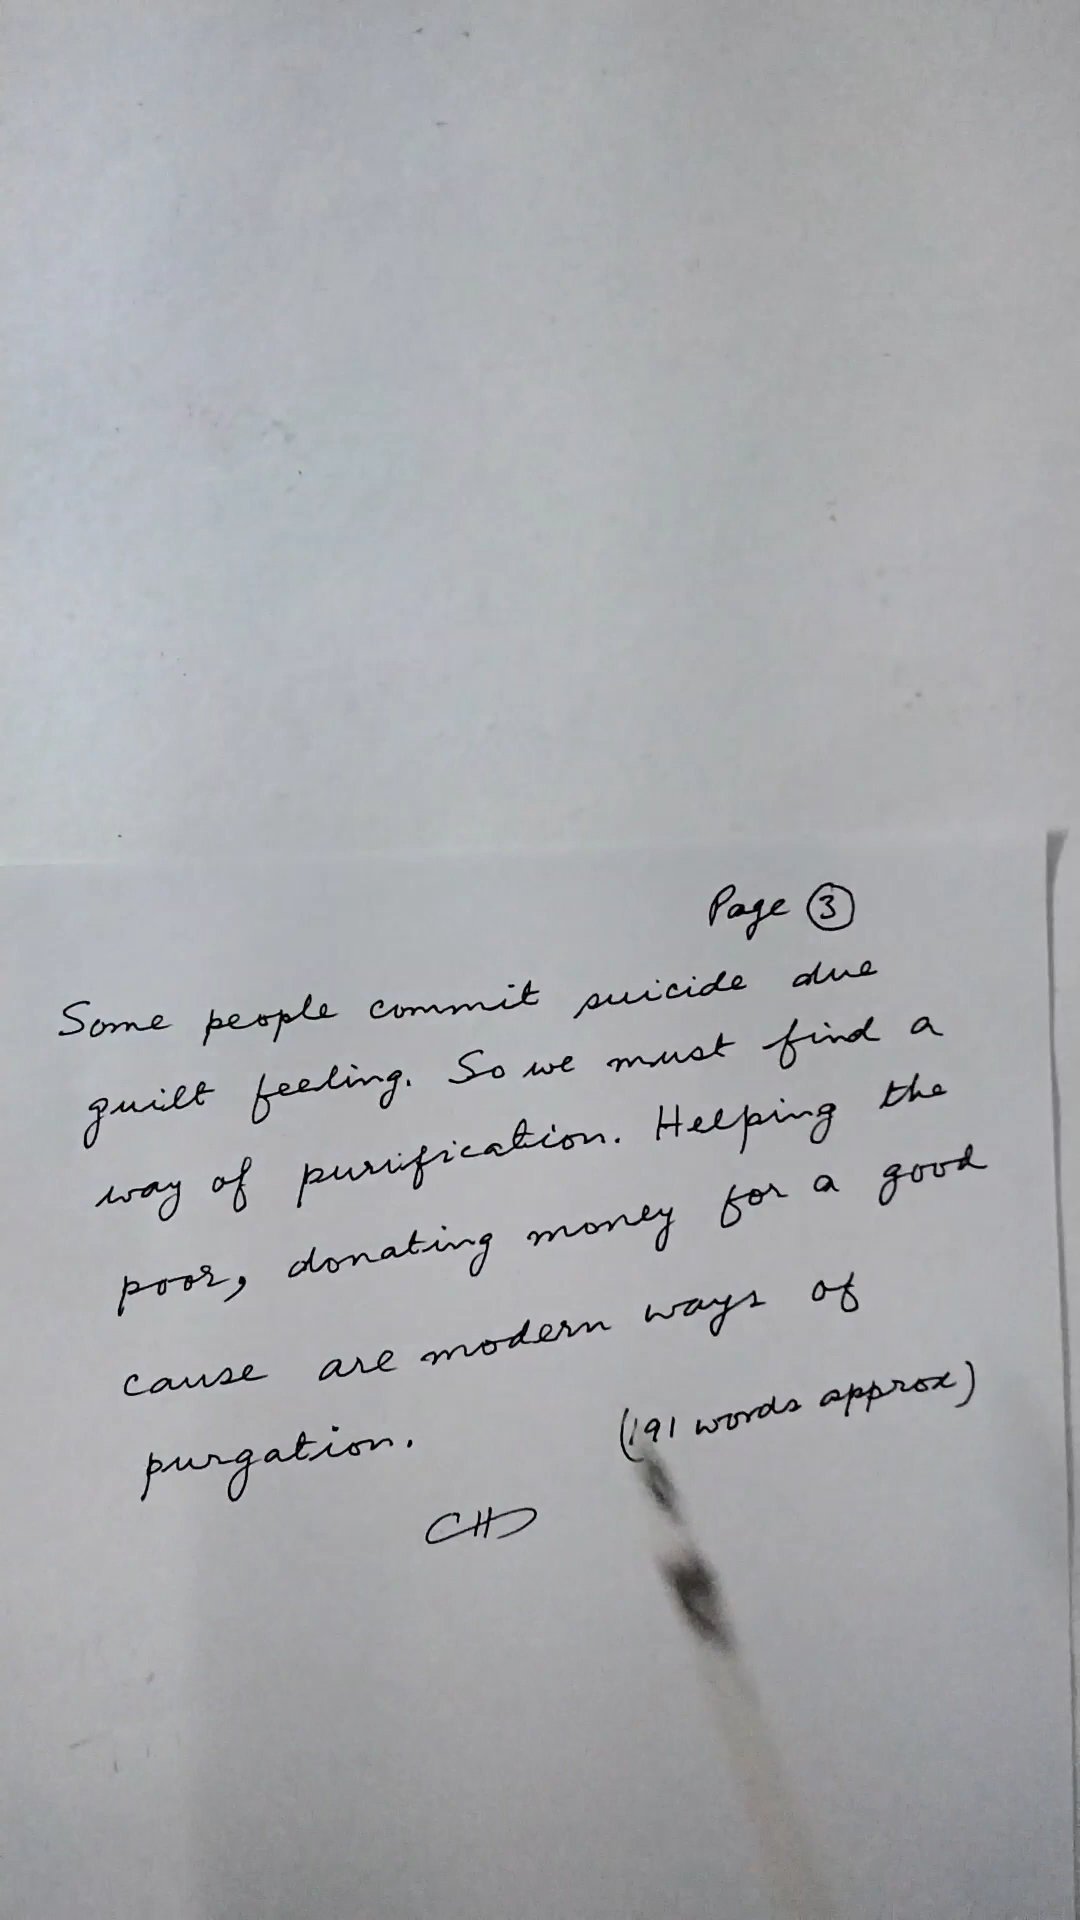 Page 3
Some people commit suicide due
guilt feeling. So we must find a
way of purification. Helping the
poor, donating money for a good
cause are modern ways of
purgation.
(191 words approx)